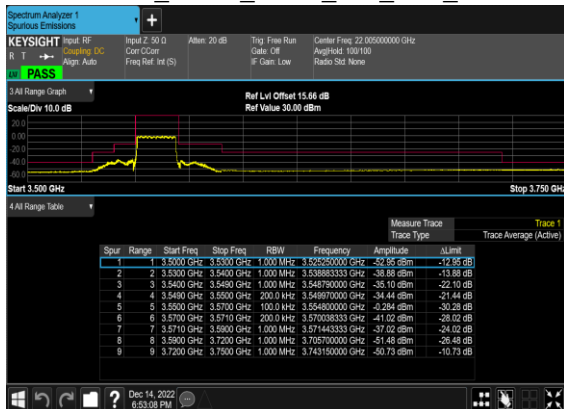 Spectrum Analyzer 1
Spurious Emissions
KEYSIGHT Input: RF Input Z: 50 Ω Atten: 20 dB Trig: Free Run Center Freq: 22.005000000 GHz
R T Coupling: DC Corr CCorr Gate: Off Avg|Hold: 100/100
Align: Auto Freq Ref: Int (S) IF Gain: Low Radio Std: None
PASS
3 All Range Graph
Ref Lvl Offset 15.66 dB
Scale/Div 10.0 dB Ref Value 30.00 dBm
20.0
0.00
-20.0
-40.0
-60.0
Start 3.500 GHz Stop 3.750 GHz
4 All Range Table
Measure Trace Trace 1
Trace Type Trace Average (Active)
Spur Range Start Freq Stop Freq RBW Frequency Amplitude ΔLimit
1 1 3.5000 GHz 3.5300 GHz 1.000 MHz 3.525250000 GHz -52.95 dBm -12.95 dB
2 2 3.5300 GHz 3.5400 GHz 1.000 MHz 3.538883333 GHz -38.88 dBm -13.88 dB
3 3 3.5400 GHz 3.5490 GHz 1.000 MHz 3.548790000 GHz -35.10 dBm -22.10 dB
4 4 3.5490 GHz 3.5500 GHz 200.0 kHz 3.549970000 GHz -34.44 dBm -21.44 dB
5 5 3.5500 GHz 3.5700 GHz 100.0 kHz 3.554800000 GHz -0.284 dBm -30.28 dB
6 6 3.5700 GHz 3.5710 GHz 200.0 kHz 3.570038333 GHz -41.02 dBm -28.02 dB
7 7 3.5710 GHz 3.5900 GHz 1.000 MHz 3.571443333 GHz -37.02 dBm -24.02 dB
8 8 3.5900 GHz 3.7200 GHz 1.000 MHz 3.705700000 GHz -51.48 dBm -26.48 dB
9 9 3.7200 GHz 3.7500 GHz 1.000 MHz 3.743150000 GHz -50.73 dBm -10.73 dB
Dec 14, 2022
6:53:08 PM